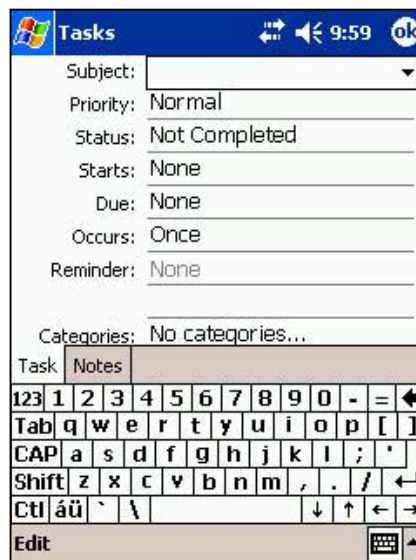 Tasks 9:59 ok
Subject:
Priority: Normal
Status: Not Completed
Starts: None
Due: None
Occurs: Once
Reminder: None
Categories: No categories...
Task Notes
123 1 2 3 4 5 6 7 8 9 0 - =
Tab q w e r t y u i o p [ ]
CAP a s d f g h j k l ; '
Shift z x c v b n m , . /
Ctl áü ` \
Edit